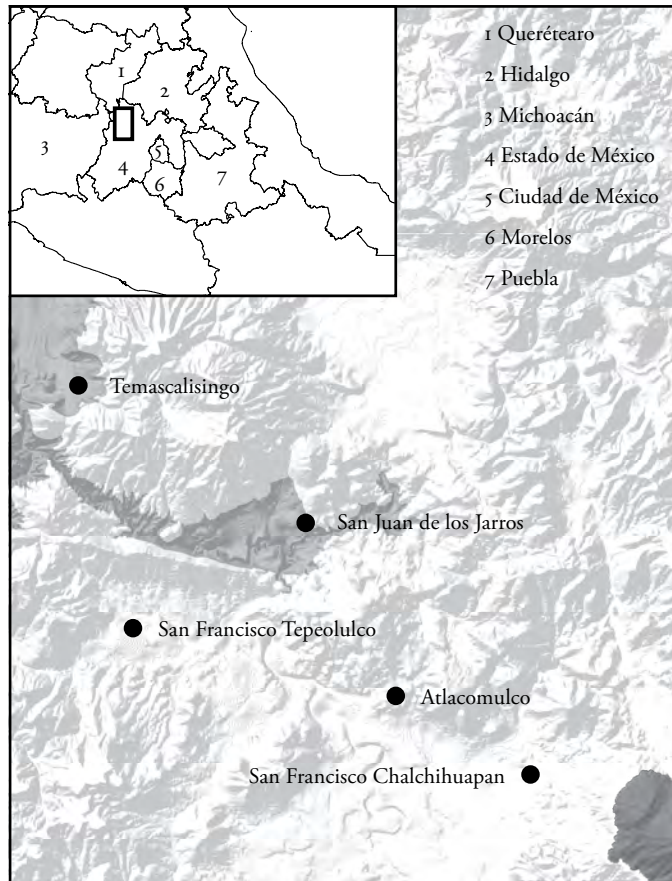 1 Querétearo
2 Hidalgo
3 Michoacán
4 Estado de México
5 Ciudad de México
6 Morelos
7 Puebla
1
2
3
4
5
6
7
Temascalisingo
San Juan de los Jarros
San Francisco Tepeolulco
Atlacomulco
San Francisco Chalchihuapan